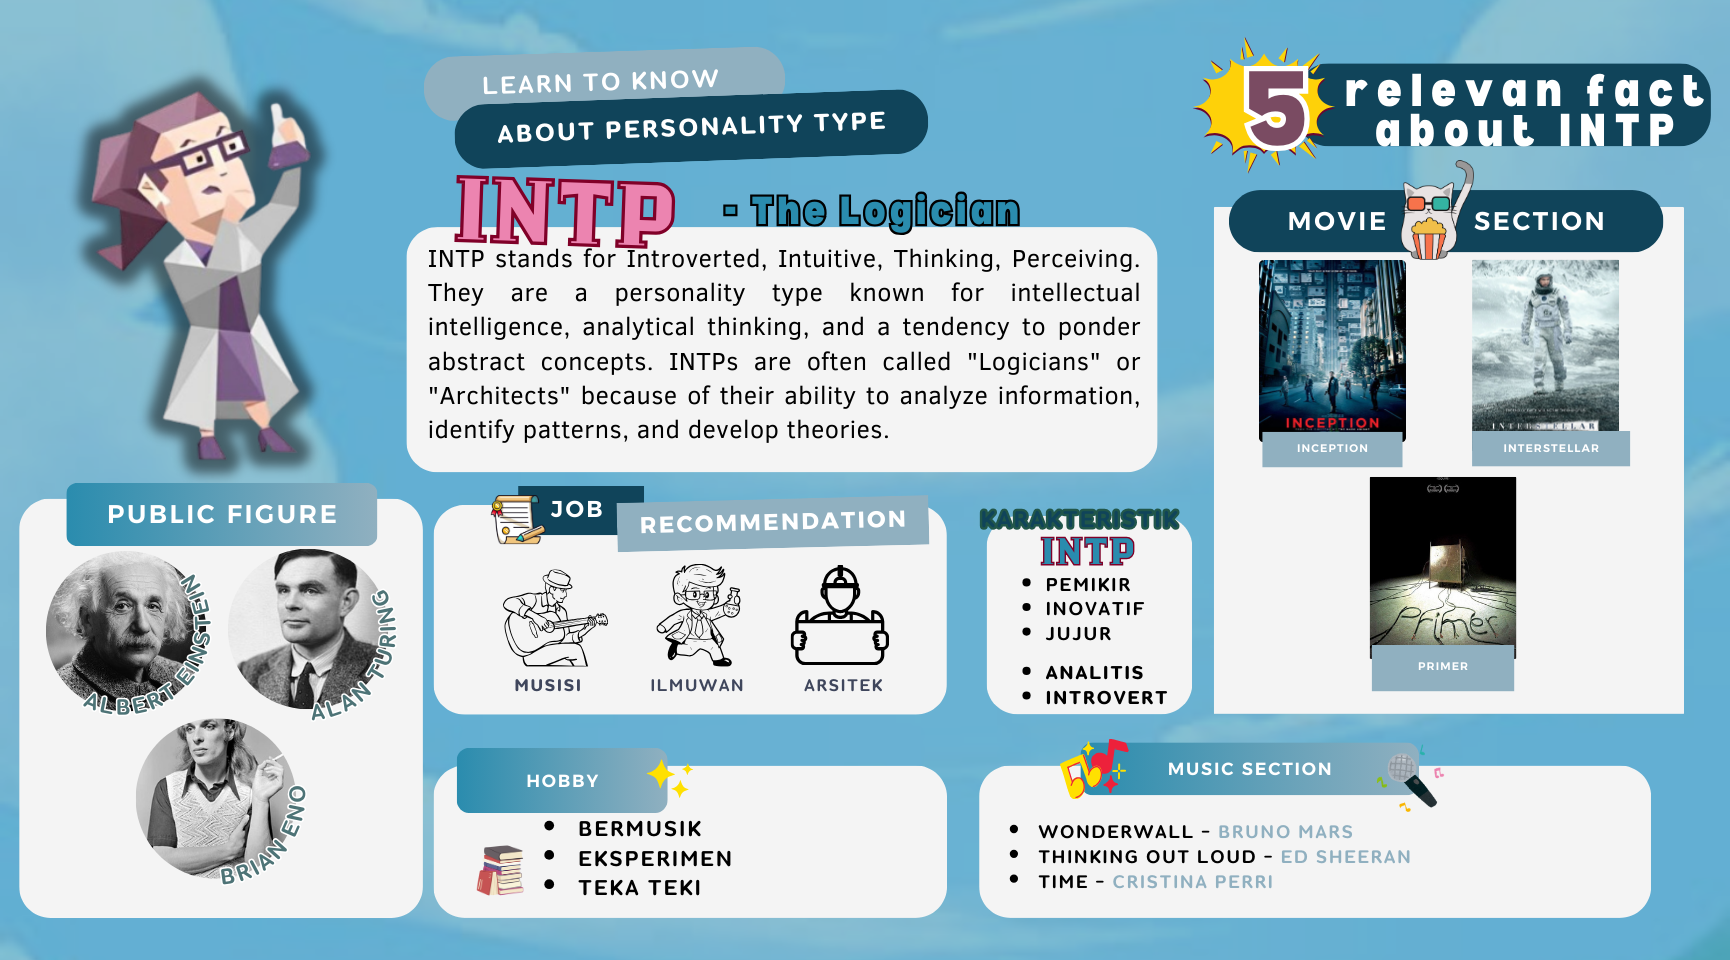 LEARN TO KNOW
ABOUT PERSONALITY TYPE
INTP - The Logician
INTP stands for Introverted, Intuitive, Thinking, Perceiving.
They are a personality type known for intellectual
intelligence, analytical thinking, and a tendency to ponder
abstract concepts. INTPs are often called "Logicians" or
"Architects" because of their ability to analyze information,
identify patterns, and develop theories.
5 relevan fact
about INTP
MOVIE SECTION
INCEPTION
INCEPTION
INTERSTELLAR
INTERSTELLAR
Primer
PRIMER
PUBLIC FIGURE
ALBERT EINSTEIN
ALAN TURING
BRIAN ENO
JOB
RECOMMENDATION
MUSISI
ILMUWAN
ARSITEK
KARAKTERISTIK
INTP
• PEMIKIR
• INOVATIF
• JUJUR
• ANALITIS
• INTROVERT
HOBBY
• BERMUSIK
• EKSPERIMEN
• TEKA TEKI
MUSIC SECTION
• WONDERWALL – BRUNO MARS
• THINKING OUT LOUD – ED SHEERAN
• TIME – CRISTINA PERRI